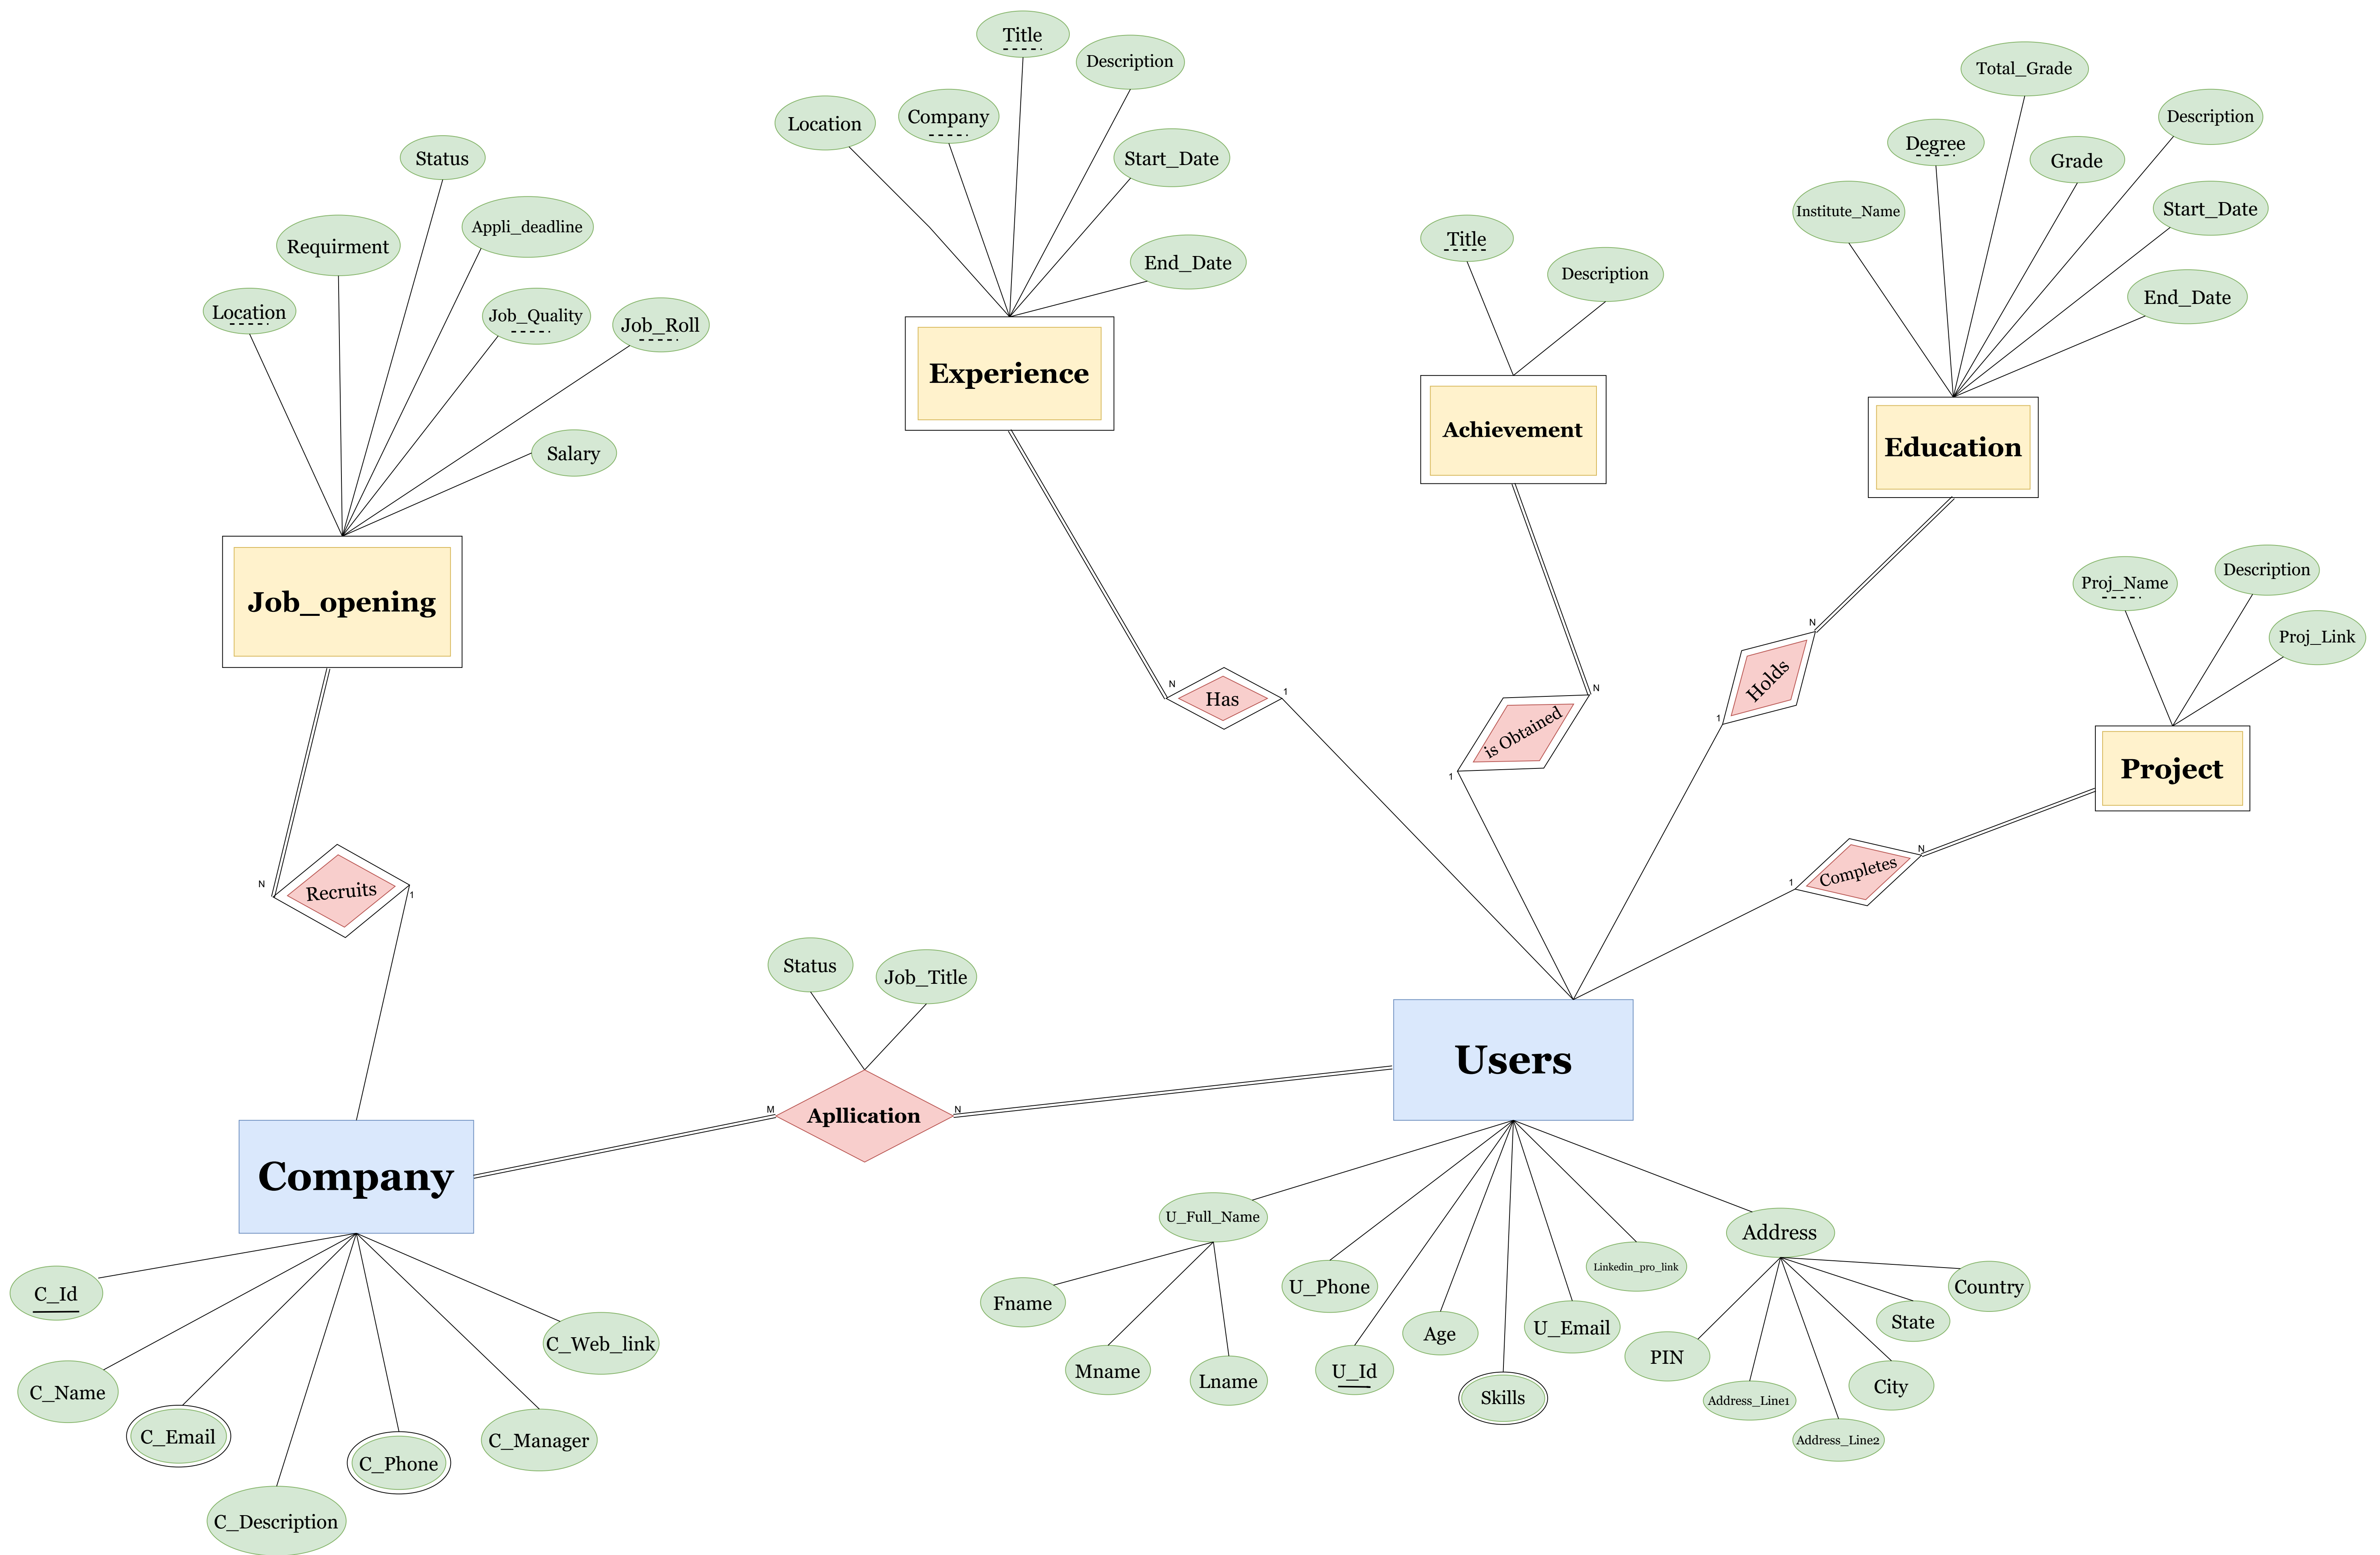 Title
Description
Location
Company
Start_Date
End_Date
Experience
Status
Requirment
Appli_deadline
Location
Job_Quality
Job_Roll
Salary
Job_opening
Title
Description
Achievement
Total_Grade
Description
Degree
Grade
Institute_Name
Start_Date
End_Date
Education
Proj_Name
Description
Proj_Link
Project
N
Has
1
N
is Obtained
1
N
Holds
1
N
Completes
1
N
Recruits
1
Status
Job_Title
M
Apllication
N
Users
Company
C_Id
C_Name
C_Email
C_Description
C_Phone
C_Manager
C_Web_link
U_Full_Name
Fname
Mname
Lname
U_Phone
U_Id
Age
Skills
U_Email
Linkedin_pro_link
Address
PIN
Address_Line1
Address_Line2
City
State
Country